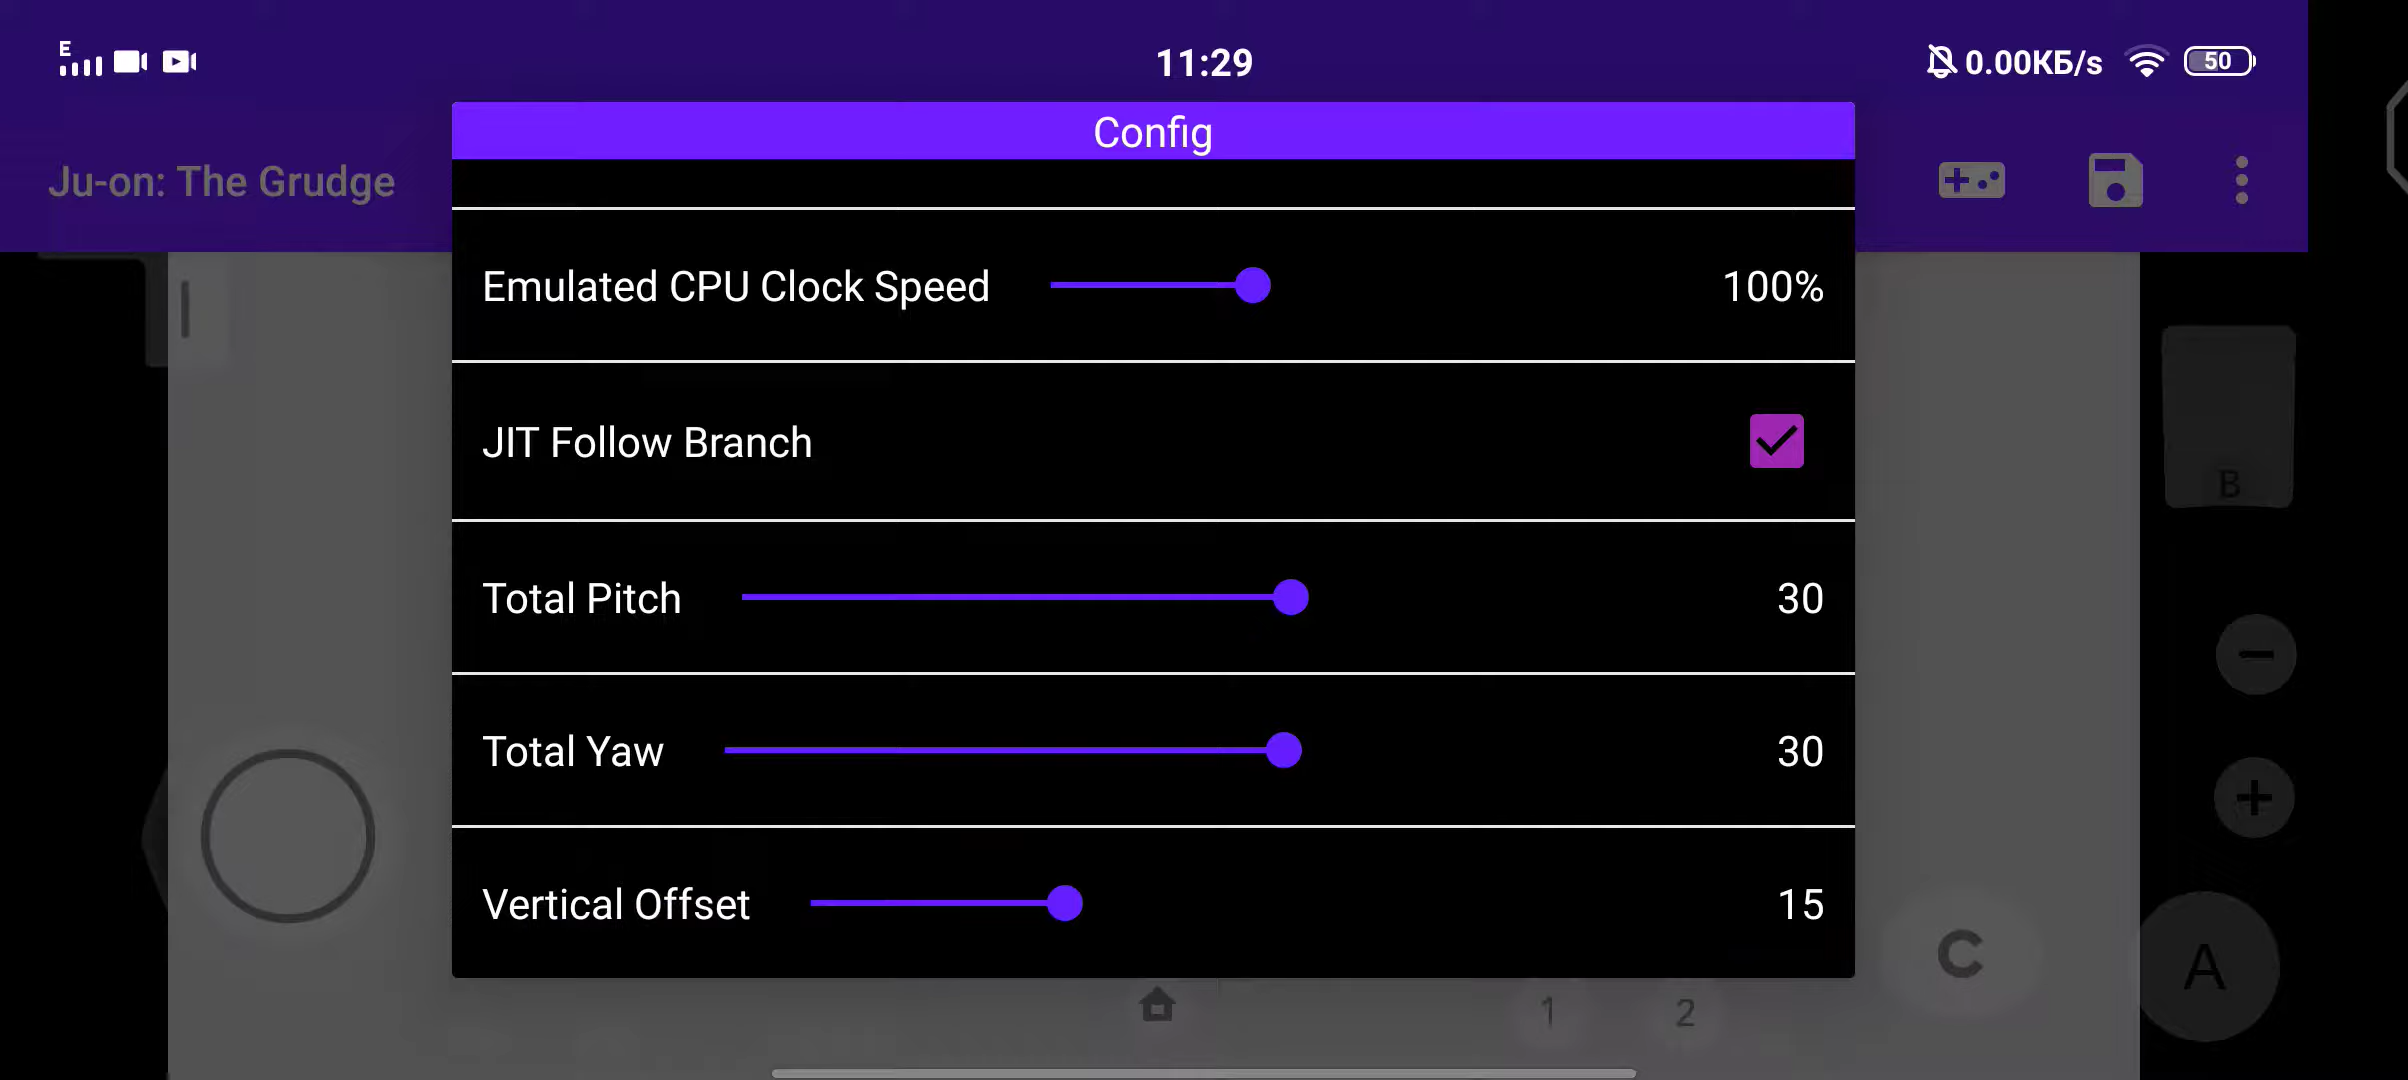 E
11:29
0.00КБ/s
50
Config
Ju-on: The Grudge
Emulated CPU Clock Speed
100%
JIT Follow Branch
Total Pitch
30
Total Yaw
30
Vertical Offset
15
B
C
A
1
2